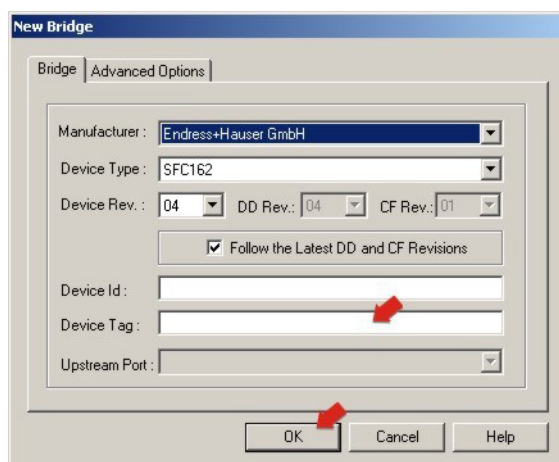 New Bridge
Bridge Advanced Options
Manufacturer : Endress+Hauser GmbH
Device Type : SFC162
Device Rev. : 04 DD Rev.: 04 CF Rev.: 01
Follow the Latest DD and CF Revisions
Device Id :
Device Tag :
Upstream Port :
OK Cancel Help